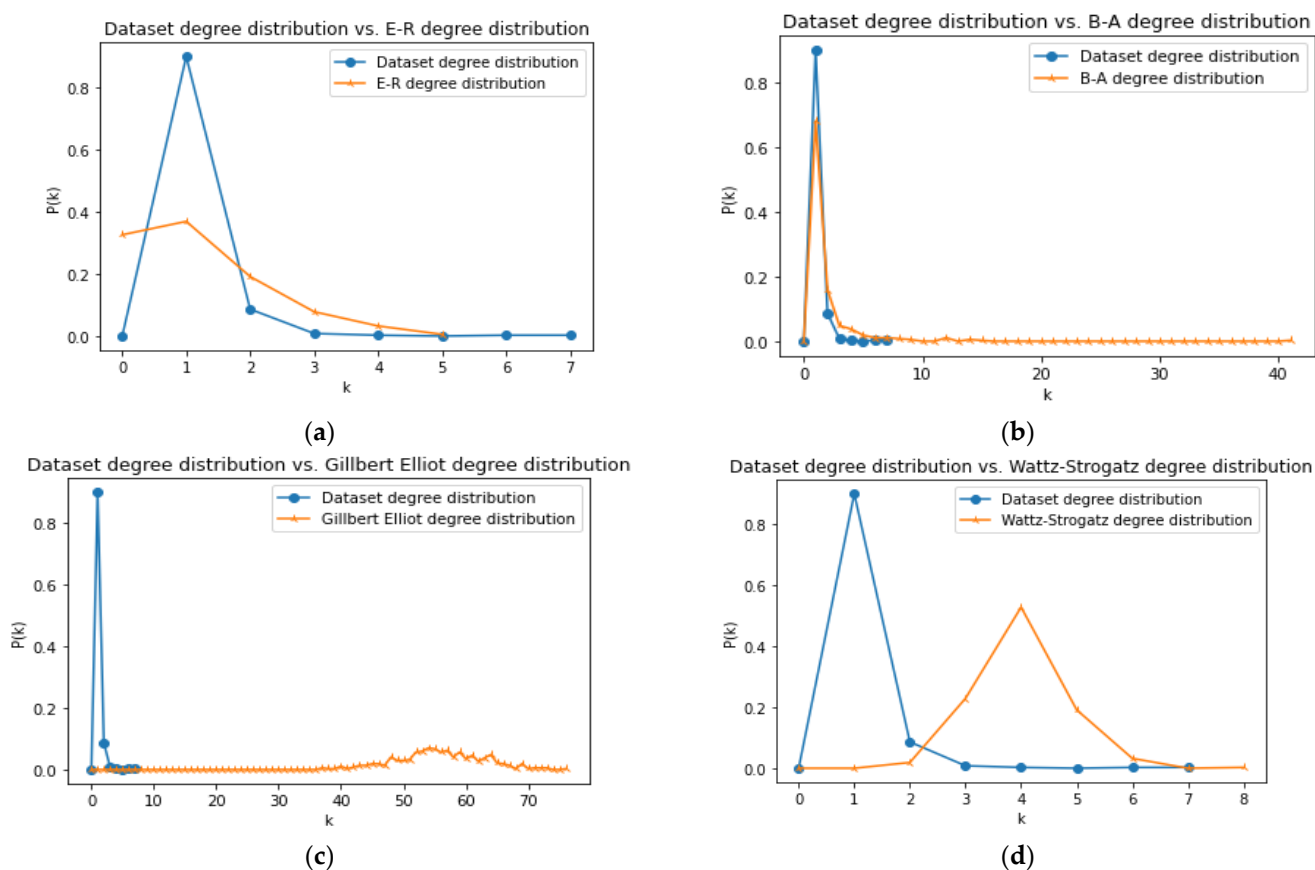 Dataset degree distribution vs. E-R degree distribution
Dataset degree distribution
E-R degree distribution
P(k)
0.8
0.6
0.4
0.2
0.0
0 1 2 3 4 5 6 7
k
(a)
Dataset degree distribution vs. B-A degree distribution
Dataset degree distribution
B-A degree distribution
P(k)
0.8
0.6
0.4
0.2
0.0
0 10 20 30 40
k
(b)
Dataset degree distribution vs. Gillbert Elliot degree distribution
Dataset degree distribution
Gillbert Elliot degree distribution
P(k)
0.8
0.6
0.4
0.2
0.0
0 10 20 30 40 50 60 70
k
(c)
Dataset degree distribution vs. Wattz-Strogatz degree distribution
Dataset degree distribution
Wattz-Strogatz degree distribution
P(k)
0.8
0.6
0.4
0.2
0.0
0 1 2 3 4 5 6 7 8
k
(d)